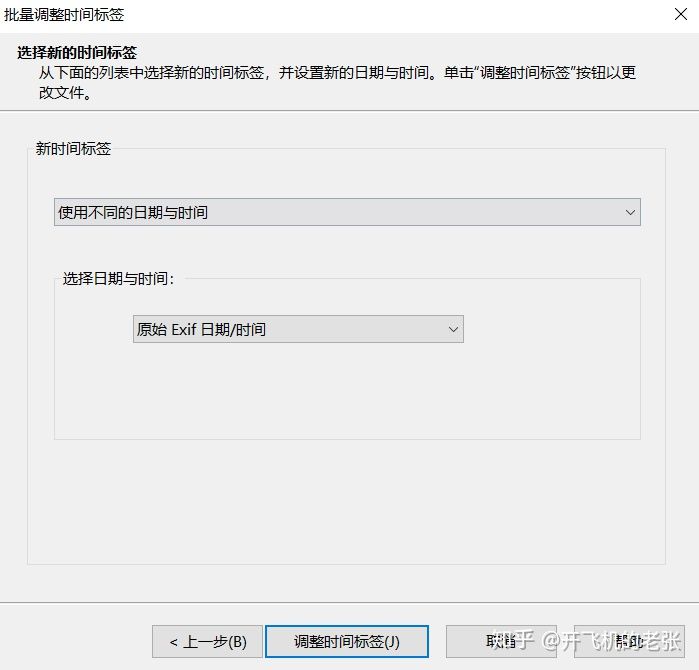 批量调整时间标签
选择新的时间标签
从下面的列表中选择新的时间标签，并设置新的日期与时间。单击“调整时间标签”按钮以更
改文件。
新时间标签
使用不同的日期与时间
选择日期与时间：
原始 Exif 日期/时间
< 上一步(B)
调整时间标签(J)
取消
帮助
知乎 @开飞机的老张